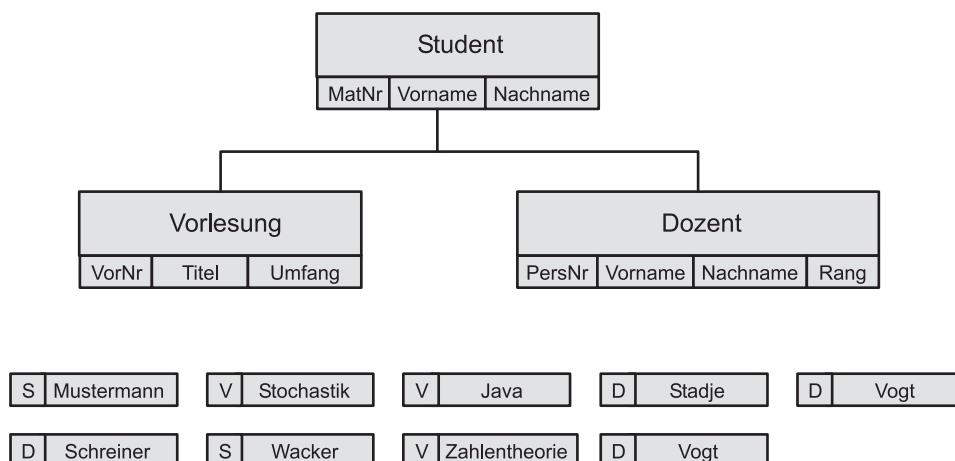 Student
MatNr Vorname Nachname
Vorlesung Dozent
VorNr Titel Umfang PersNr Vorname Nachname Rang
S Mustermann V Stochastik V Java D Stadje D Vogt
D Schreiner S Wacker V Zahlentheorie D Vogt